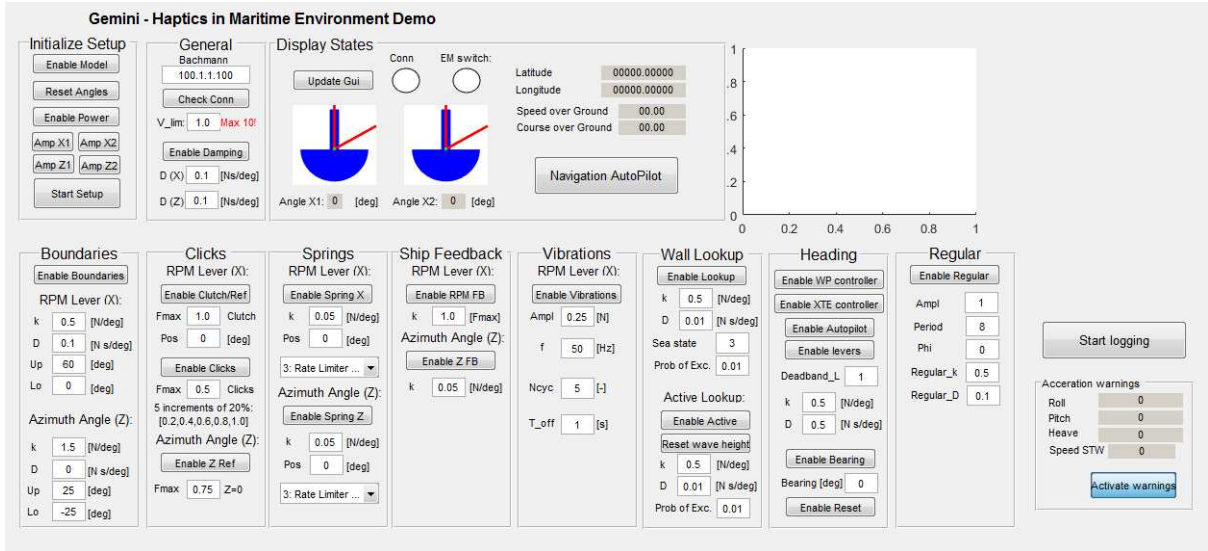 Gemini - Haptics in Maritime Environment Demo
Initialize Setup
Enable Model
Reset Angles
Enable Power
Amp X1 Amp X2
Amp Z1 Amp Z2
Start Setup
General
Bachmann
100.1.1.100
Check Conn
V_lim: 1.0 Max 10!
Enable Damping
D (X) 0.1 [Ns/deg]
D (Z) 0.1 [Ns/deg]
Display States
Conn EM switch:
Update Gui
Angle X1: 0 [deg] Angle X2: 0 [deg]
Latitude 00000.00000
Longitude 00000.00000
Speed over Ground 00.00
Course over Ground 00.00
Navigation AutoPilot
1
.8
.6
.4
.2
0
0 0.2 0.4 0.6 0.8 1
Boundaries
Enable Boundaries
RPM Lever (X):
k 0.5 [N/deg]
D 0.1 [N s/deg]
Up 60 [deg]
Lo 0 [deg]
Azimuth Angle (Z):
k 1.5 [N/deg]
D 0 [N s/deg]
Up 25 [deg]
Lo -25 [deg]
Clicks
RPM Lever (X):
Enable Clutch/Ref
Fmax 1.0 Clutch
Pos 0 [deg]
Enable Clicks
Fmax 0.5 Clicks
5 increments of 20%:
[0.2,0.4,0.6,0.8,1.0]
Azimuth Angle (Z):
Enable Z Ref
Fmax 0.75 Z=0
Springs
RPM Lever (X):
Enable Spring X
k 0.05 [N/deg]
Pos 0 [deg]
3: Rate Limiter ...
Azimuth Angle (Z):
Enable Spring Z
k 0.05 [N/deg]
Pos 0 [deg]
3: Rate Limiter ...
Ship Feedback
RPM Lever (X):
Enable RPM FB
k 1.0 [Fmax]
Azimuth Angle (Z):
Enable Z FB
k 0.05 [N/deg]
Vibrations
RPM Lever (X):
Enable Vibrations
Ampl 0.25 [N]
f 50 [Hz]
Ncyc 5 [-]
T_off 1 [s]
Wall Lookup
Enable Lookup
k 0.5 [N/deg]
D 0.01 [N s/deg]
Sea state 3
Prob of Exc. 0.01
Active Lookup:
Enable Active
Reset wave height
k 0.5 [N/deg]
D 0.01 [N s/deg]
Prob of Exc. 0.01
Heading
Enable WP controller
Enable XTE controller
Enable Autopilot
Enable levers
Deadband_L 1
k 0.5 [N/deg]
D 0.5 [N s/deg]
Enable Bearing
Bearing [deg] 0
Enable Reset
Regular
Enable Regular
Ampl 1
Period 8
Phi 0
Regular_k 0.5
Regular_D 0.1
Start logging
Acceration warnings
Roll 0
Pitch 0
Heave 0
Speed STW 0
Activate warnings